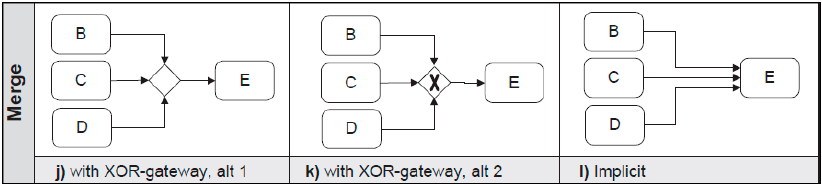 Merge
B
C
D
E
j) with XOR-gateway, alt 1
B
C
D
X
E
k) with XOR-gateway, alt 2
B
C
D
E
l) Implicit